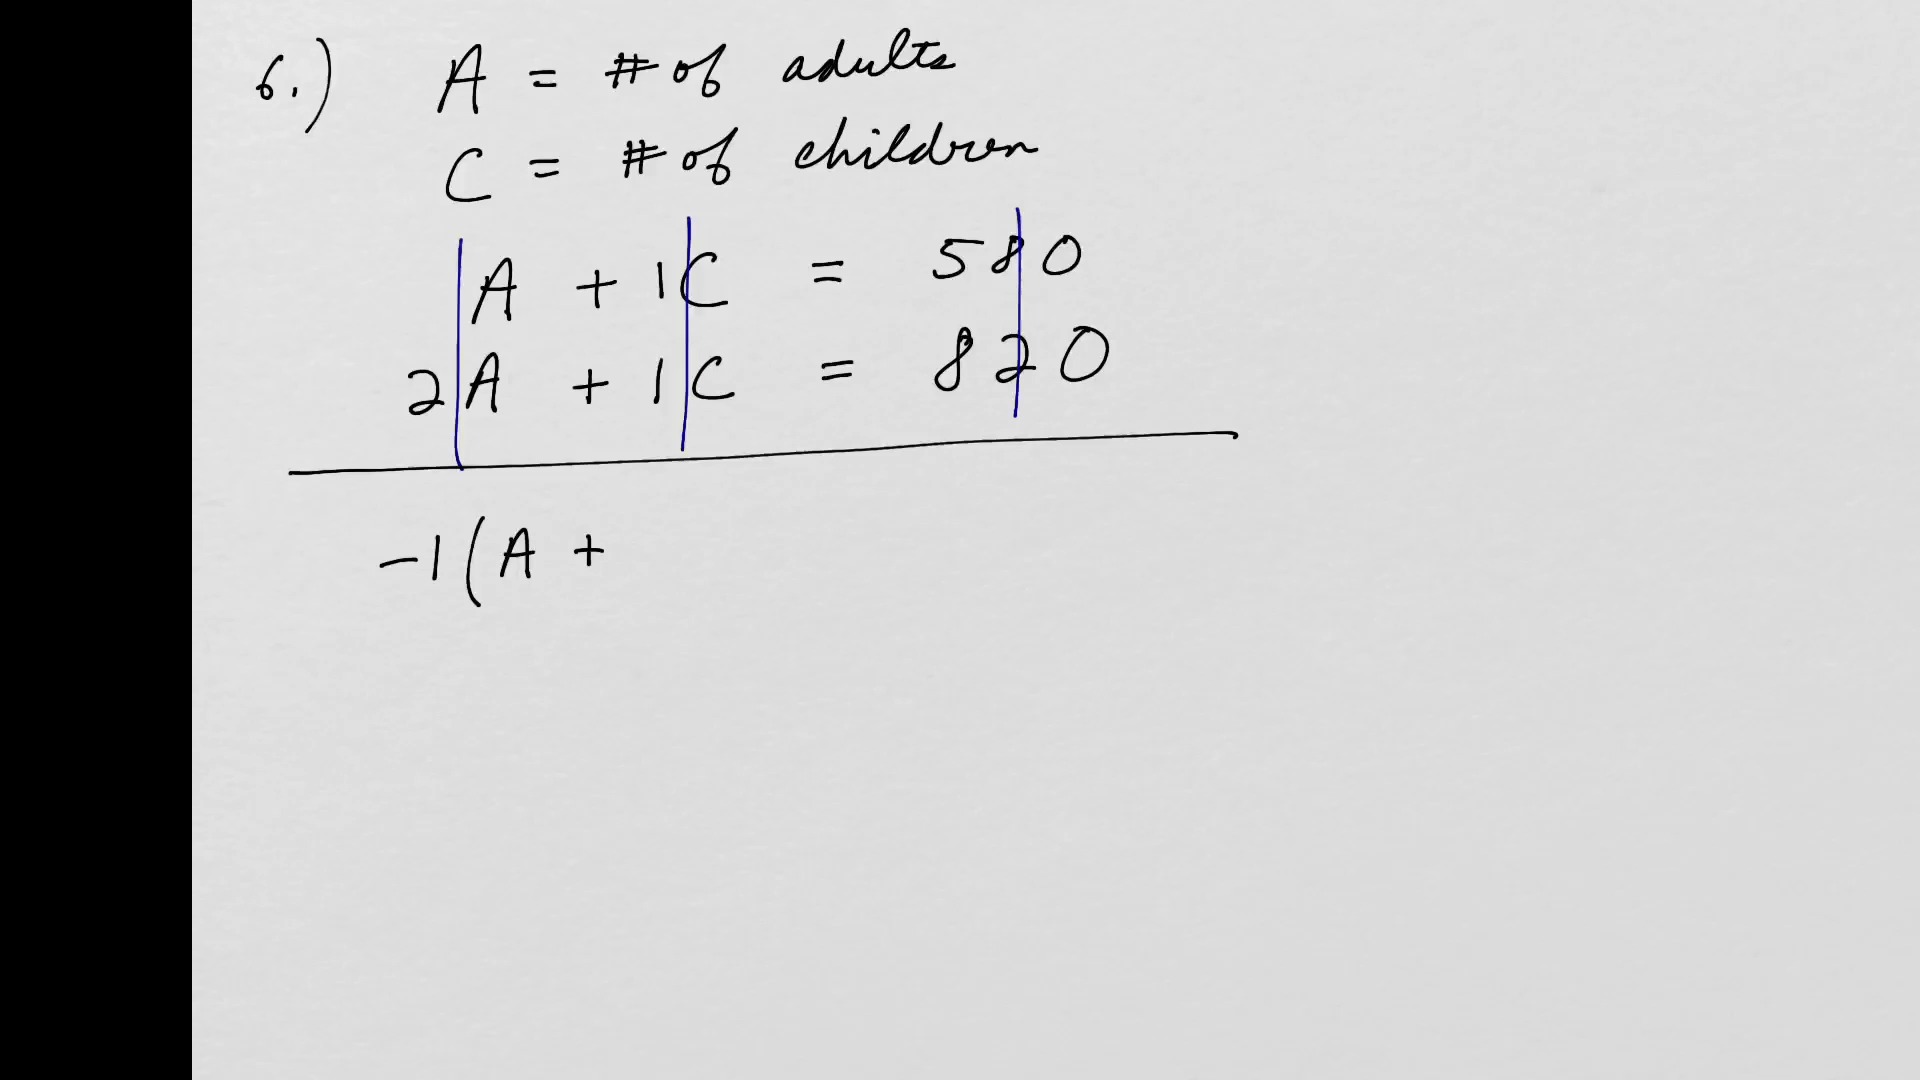 6.) A = # of adults
C = # of children
A + 1C = 580
2A + 1C = 820
-1(A +